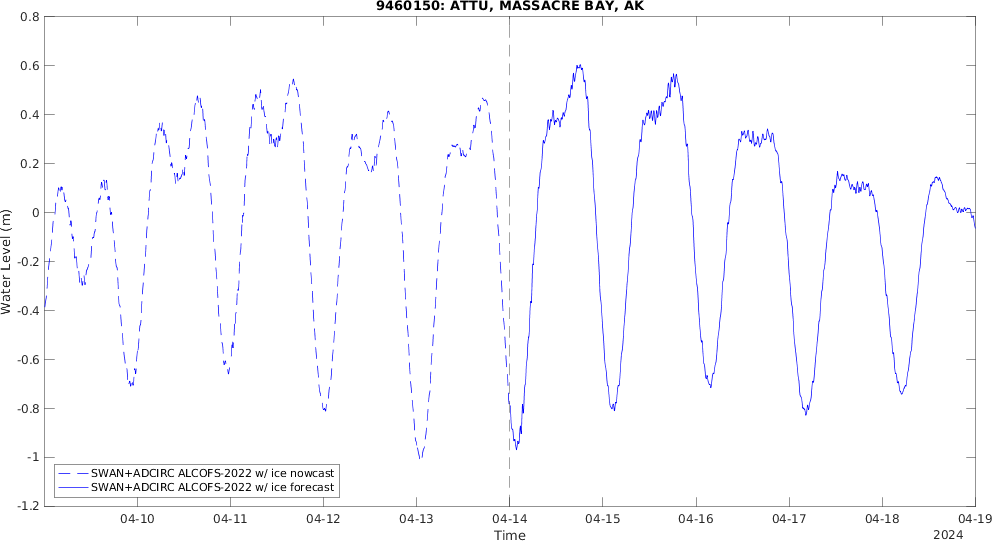 9460150: ATTU, MASSACRE BAY, AK
0.8
0.6
0.4
0.2
0
-0.2
-0.4
-0.6
-0.8
-1
-1.2
Water Level (m)
SWAN+ADCIRC ALCOFS-2022 w/ ice nowcast
SWAN+ADCIRC ALCOFS-2022 w/ ice forecast
04-10 04-11 04-12 04-13 04-14 04-15 04-16 04-17 04-18 04-19
Time
2024